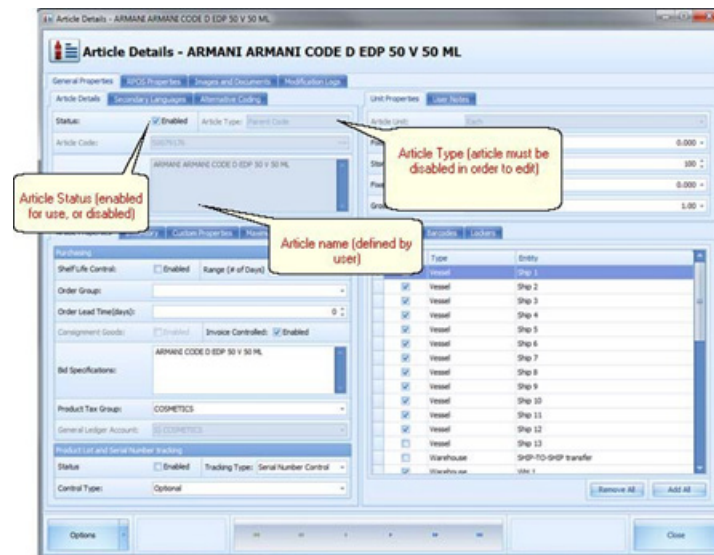 Article Details - ARMANI ARMANI CODE D EDP 50 V 50 ML
Article Details - ARMANI ARMANI CODE D EDP 50 V 50 ML
General Properties RPOS Properties Images and Documents Modification Logs
Article Details Secondary Languages Alternative Coding
Unit Properties User Notes
Status: Enabled Article Type: Parent Code
Article Unit: Each
Article Code: 50079176
0.000
ARMANI ARMANI CODE D EDP 50 V 50 ML
100
0.000
1.00
Article Type (article must be
disabled in order to edit)
Article Status (enabled
for use, or disabled)
Article name (defined by
user)
Custom Properties
Barcodes Lockers
Purchasing
Shelf Life Control: Enabled Range (# of Days)
Order Group:
Order Lead Time(days): 0
Consignment Goods: Enabled Invoice Controlled: Enabled
Bid Specifications:
ARMANI CODE D EDP 50 V 50 ML
Product Tax Group: COSMETICS
General Ledger Account:
Product Lot and Serial Number tracking
Status Enabled Tracking Type: Serial Number Control
Control Type: Optional
Type Entity
Vessel Ship 1
Vessel Ship 2
Vessel Ship 3
Vessel Ship 4
Vessel Ship 5
Vessel Ship 6
Vessel Ship 7
Vessel Ship 8
Vessel Ship 9
Vessel Ship 10
Vessel Ship 11
Vessel Ship 12
Vessel Ship 13
Warehouse SHIP-TO-SHIP transfer
Warehouse WH 1
Remove All Add All
Options
Close